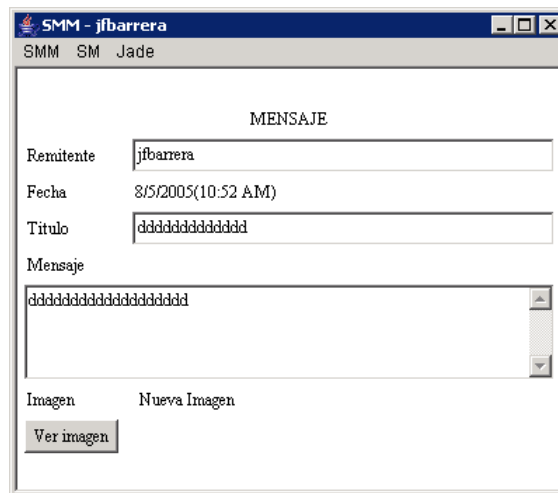 SMM - jfbarrera
SMM SM Jade
MENSAJE
Remitente jfbarrera
Fecha 8/5/2005(10:52 AM)
Titulo ddddddddddddd
Mensaje
ddddddddddddddddddd
Imagen Nueva Imagen
Ver imagen